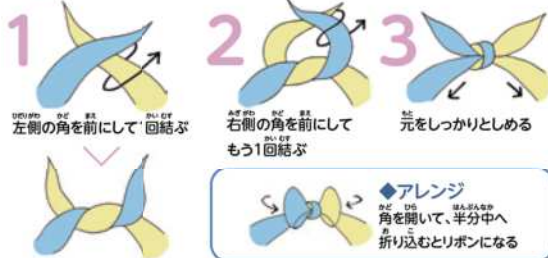 1
左側の角を前にして1回結ぶ
2
右側の角を前にして
もう1回結ぶ
3
元をしっかりとしめる
◆アレンジ
角を開いて、半分中へ
折り込むとリボンになる